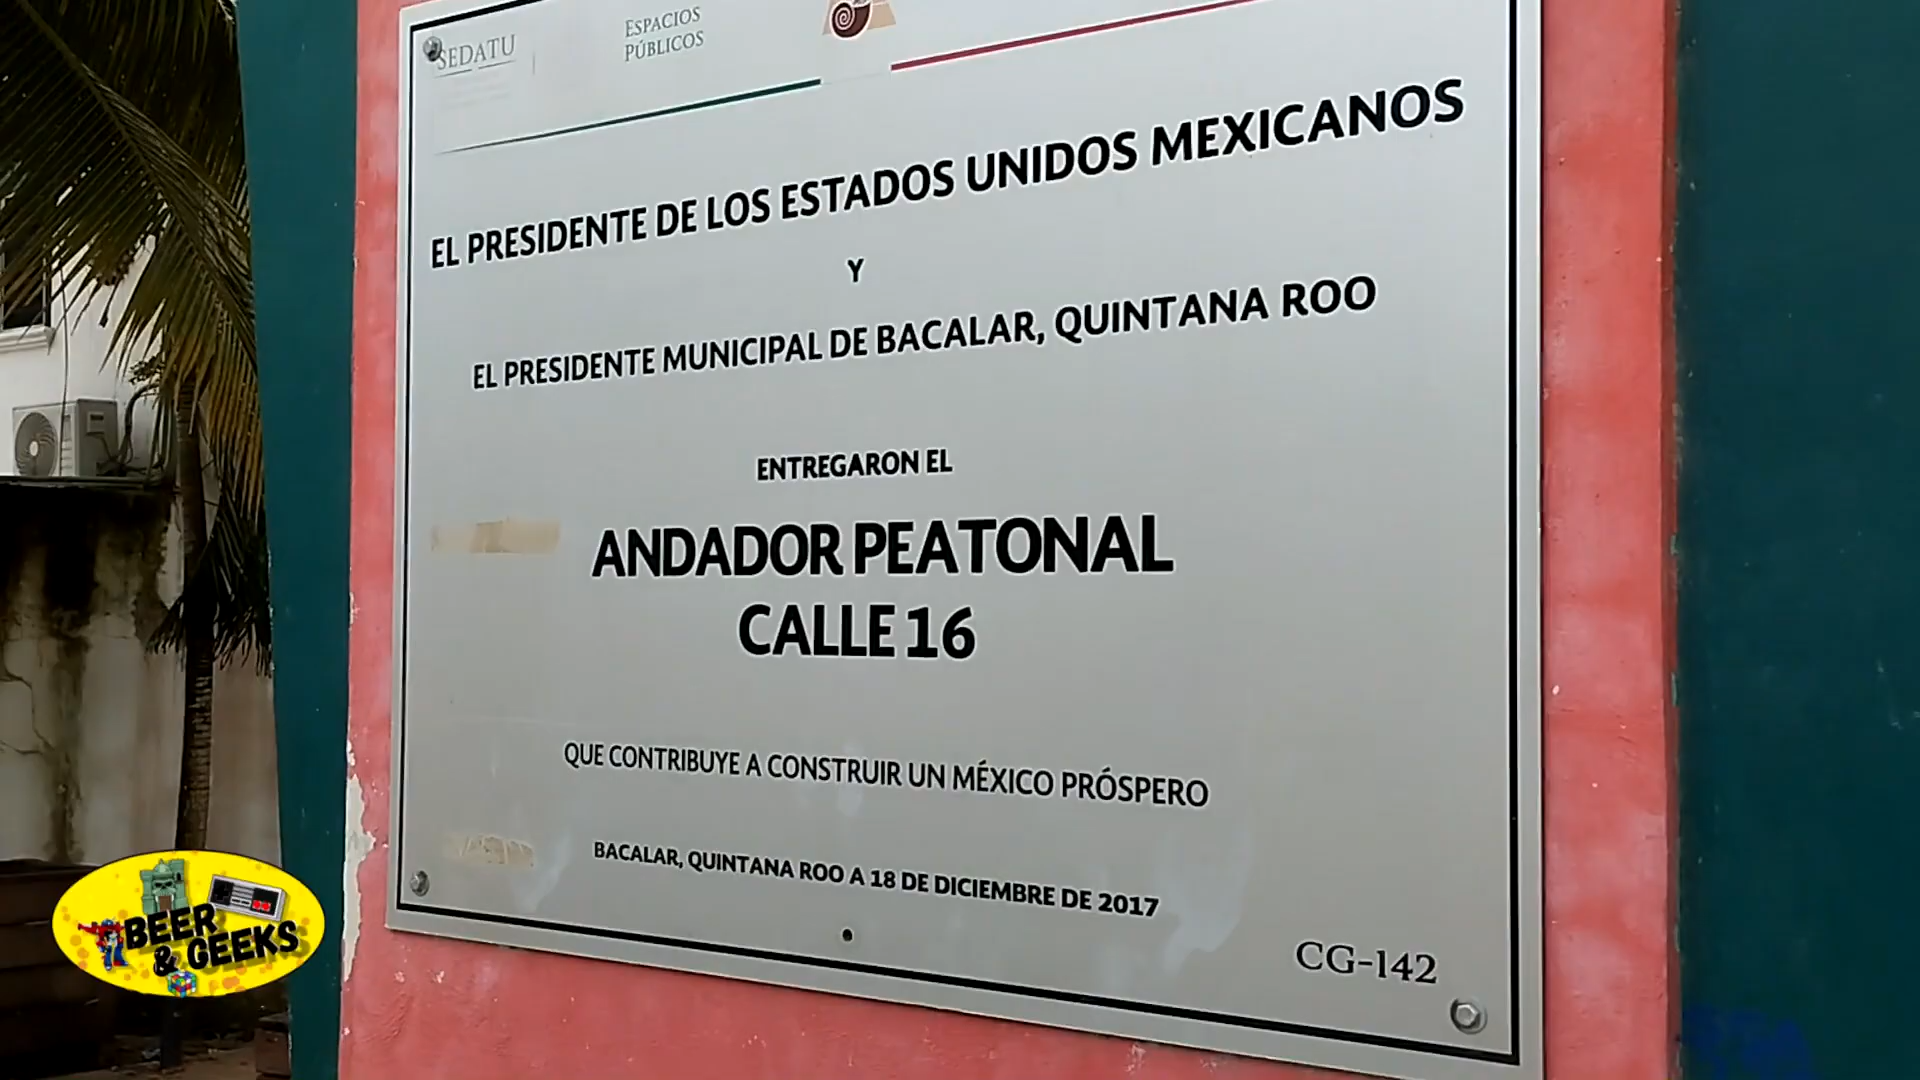 SEDATU
ESPACIOS
PÚBLICOS
EL PRESIDENTE DE LOS ESTADOS UNIDOS MEXICANOS
Y
EL PRESIDENTE MUNICIPAL DE BACALAR, QUINTANA ROO
ENTREGARON EL
ANDADOR PEATONAL
CALLE 16
QUE CONTRIBUYE A CONSTRUIR UN MÉXICO PRÓSPERO
BACALAR, QUINTANA ROO A 18 DE DICIEMBRE DE 2017
CG-142
BEER
& GEEKS